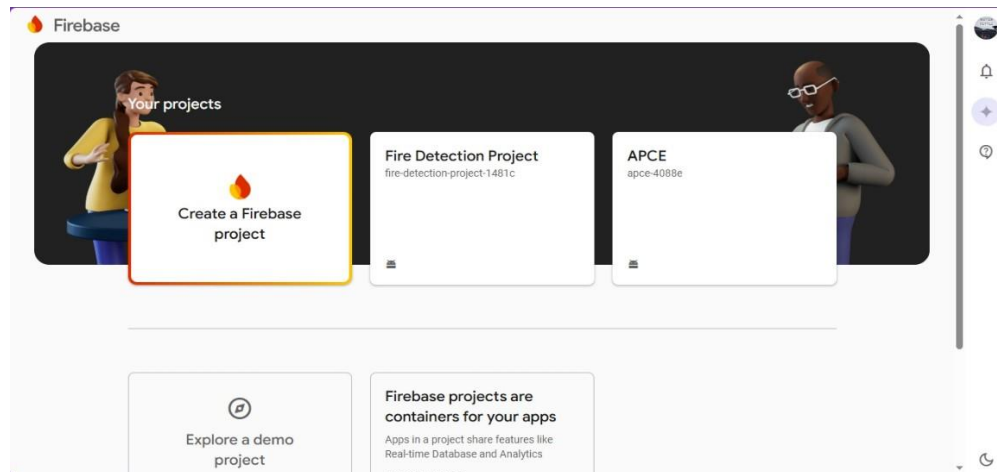 Firebase
Your projects
Create a Firebase
project
Fire Detection Project
fire-detection-project-1481c
APCE
apce-4088e
Explore a demo
project
Firebase projects are
containers for your apps
Apps in a project share features like
Real-time Database and Analytics